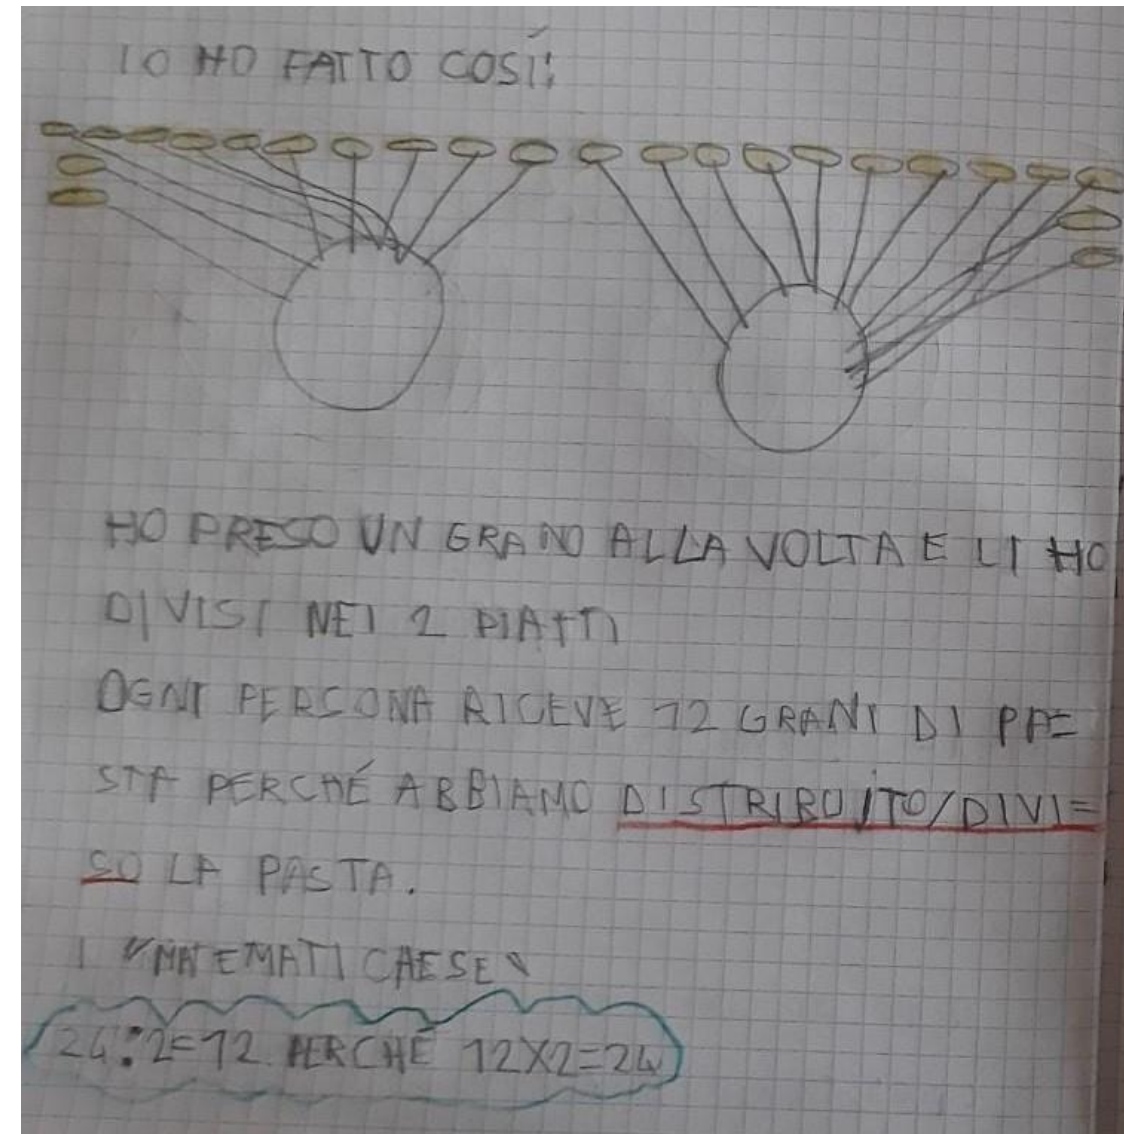 IO HO FATTO COSÌ:
HO PRESO UN GRANO ALLA VOLTA E LI HO
DIVISI NEI 2 PIATTI
OGNI PERSONA RICEVE 12 GRANI DI PA=
STA PERCHÉ ABBIAMO DISTRIBUITO/DIVI=
SO LA PASTA.
I "MATEMATICAESE"
24:2=12 PERCHÉ 12X2=24